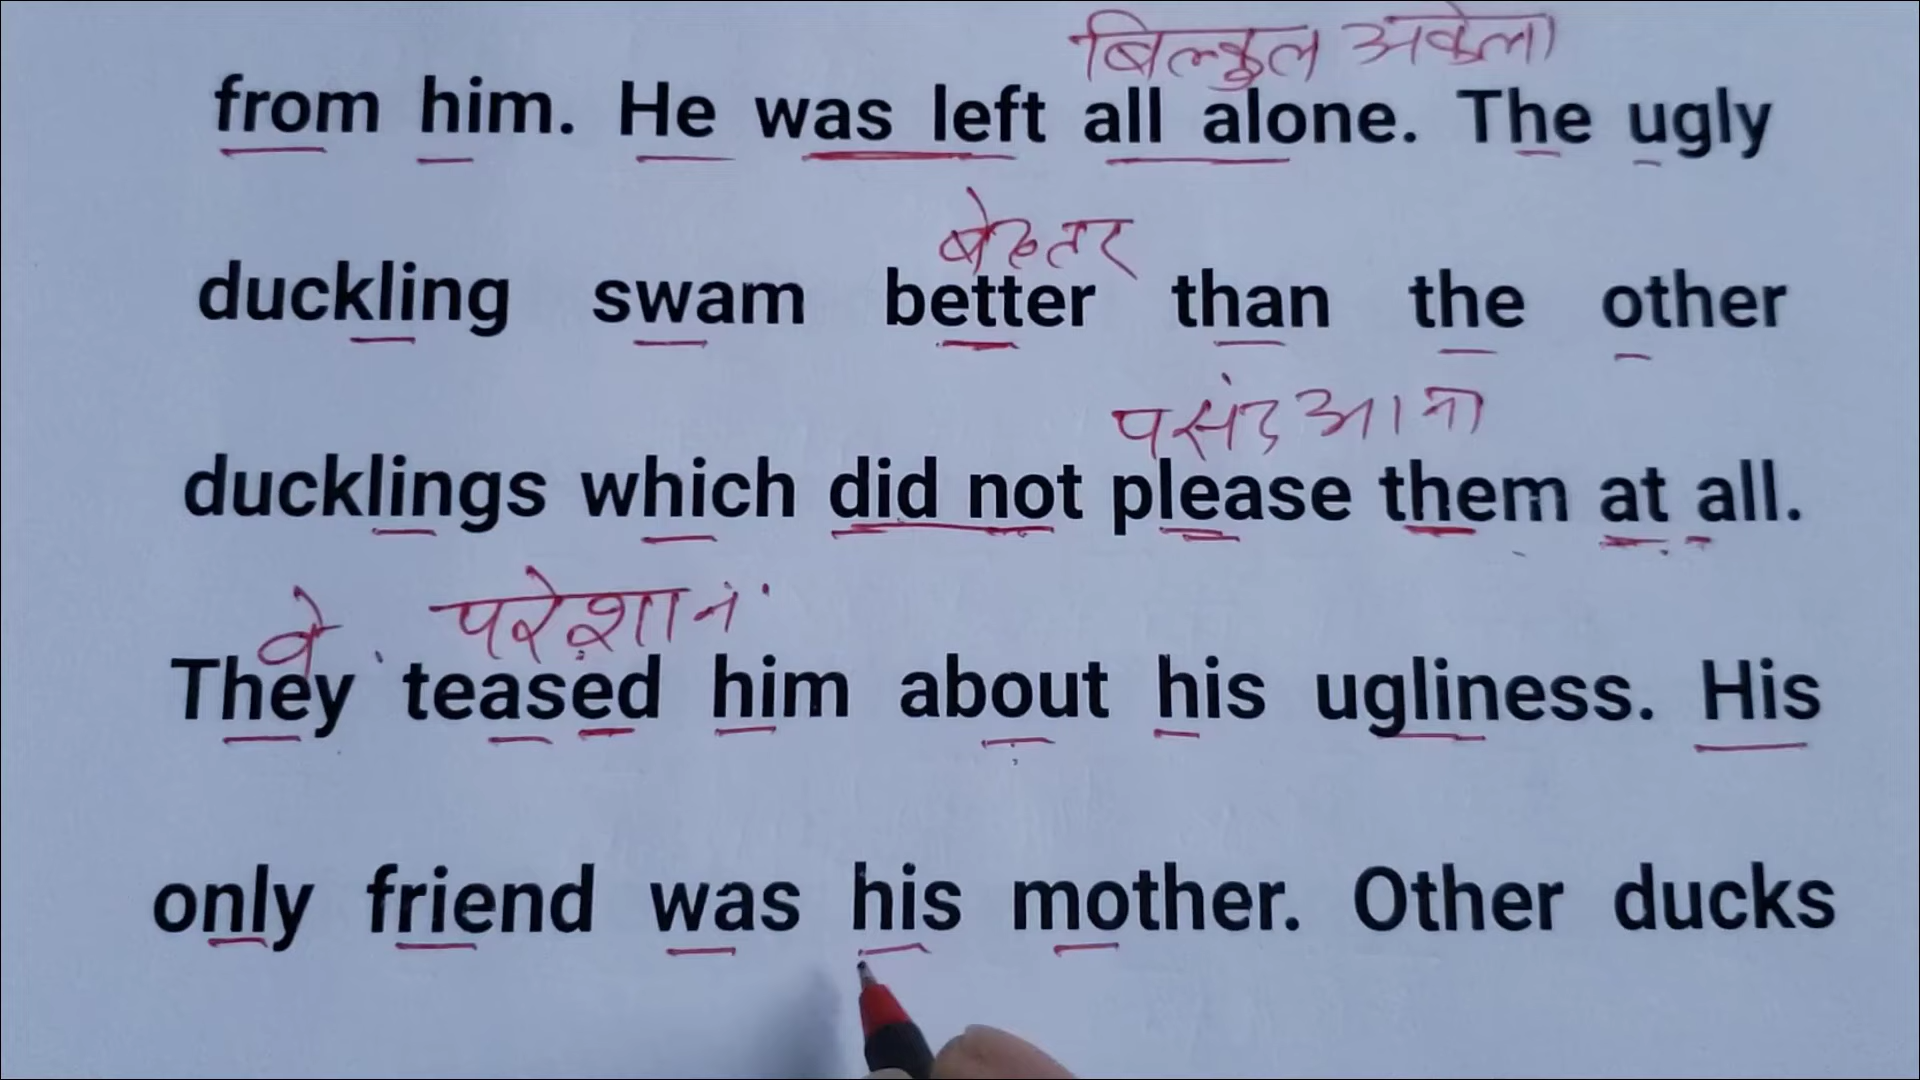 बिल्कुल अकेला
from him. He was left all alone. The ugly
बेहतर
duckling swam better than the other
पसंद आना
ducklings which did not please them at all.
वे परेशान
They teased him about his ugliness. His
only friend was his mother. Other ducks